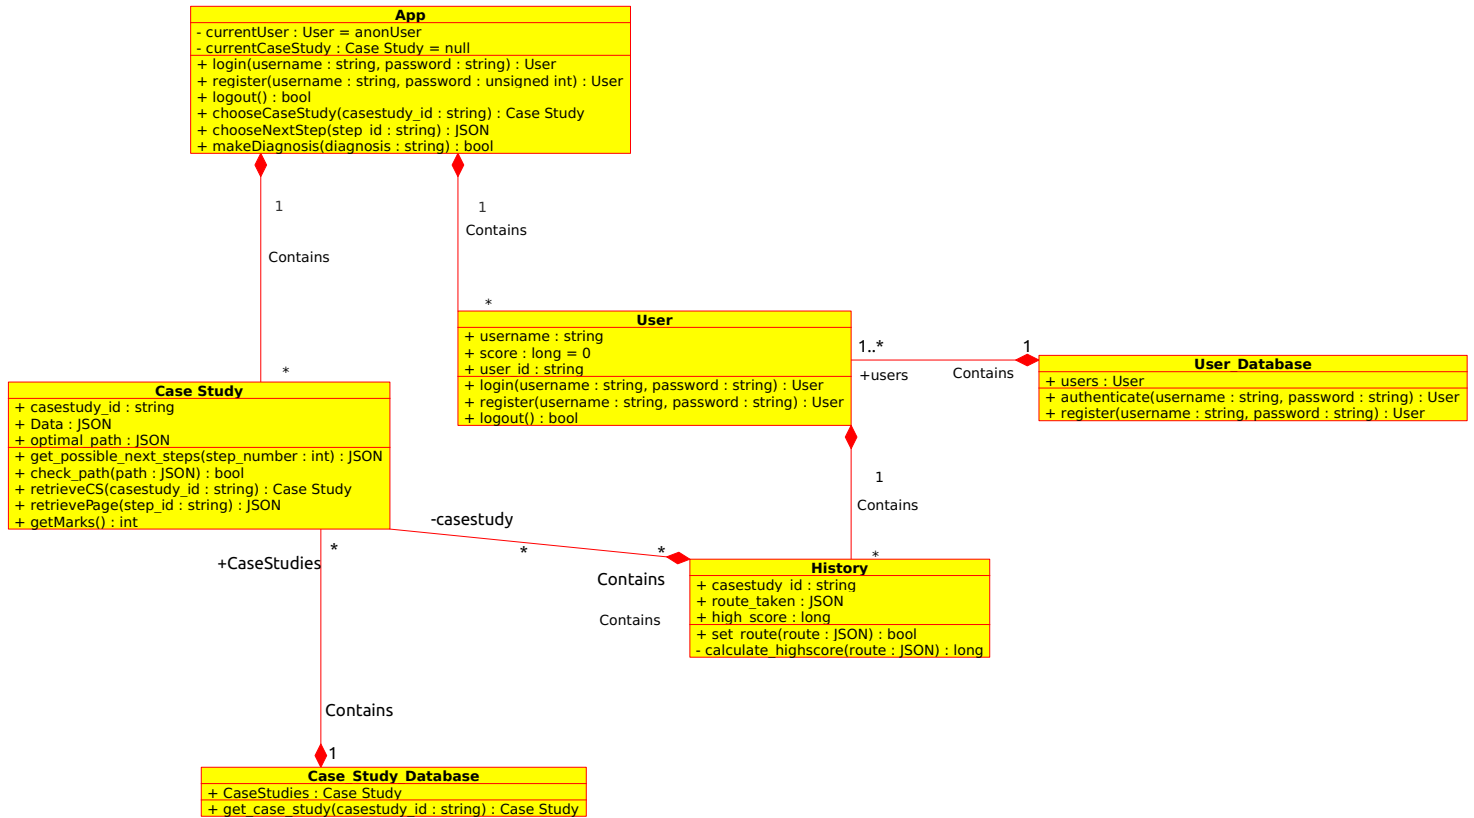 App
- currentUser : User = anonUser
- currentCaseStudy : Case Study = null
+ login(username : string, password : string) : User
+ register(username : string, password : unsigned int) : User
+ logout() : bool
+ chooseCaseStudy(casestudy_id : string) : Case Study
+ chooseNextStep(step_id : string) : JSON
+ makeDiagnosis(diagnosis : string) : bool
1
Contains
*
1
Contains
*
User
+ username : string
+ score : long = 0
+ user_id : string
+ login(username : string, password : string) : User
+ register(username : string, password : string) : User
+ logout() : bool
1..*
+users
1
Contains
User_Database
+ users : User
+ authenticate(username : string, password : string) : User
+ register(username : string, password : string) : User
Case Study
+ casestudy_id : string
+ Data : JSON
+ optimal_path : JSON
+ get_possible_next_steps(step_number : int) : JSON
+ check_path(path : JSON) : bool
+ retrieveCS(casestudy_id : string) : Case Study
+ retrievePage(step_id : string) : JSON
+ getMarks() : int
1
Contains
*
-casestudy
*
*
Contains
Contains
History
+ casestudy_id : string
+ route_taken : JSON
+ high_score : long
+ set_route(route : JSON) : bool
- calculate_highscore(route : JSON) : long
*
+CaseStudies
Contains
1
Case_Study_Database
+ CaseStudies : Case Study
+ get_case_study(casestudy_id : string) : Case Study